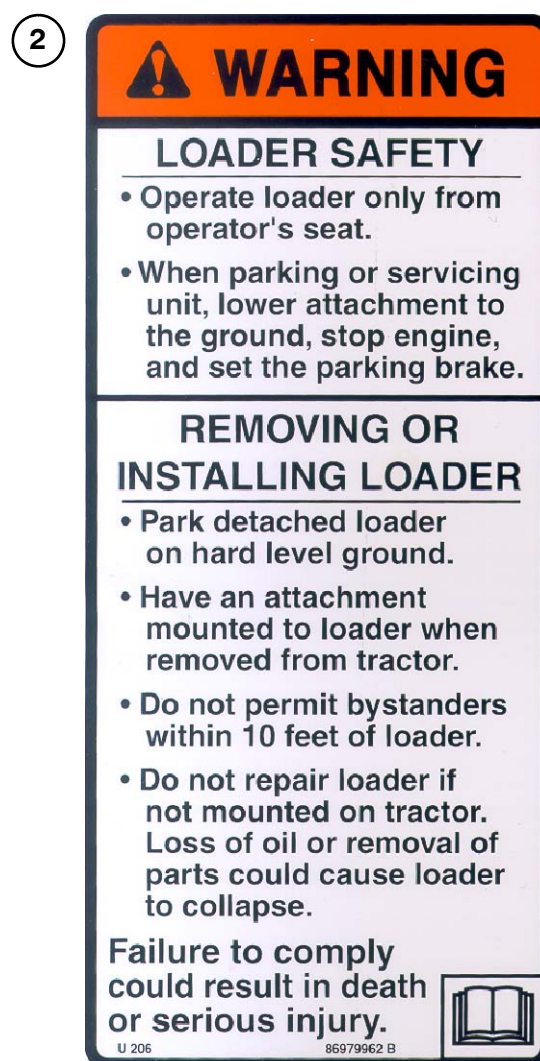 2
WARNING
LOADER SAFETY
• Operate loader only from
operator's seat.
• When parking or servicing
unit, lower attachment to
the ground, stop engine,
and set the parking brake.
REMOVING OR
INSTALLING LOADER
• Park detached loader
on hard level ground.
• Have an attachment
mounted to loader when
removed from tractor.
• Do not permit bystanders
within 10 feet of loader.
• Do not repair loader if
not mounted on tractor.
Loss of oil or removal of
parts could cause loader
to collapse.
Failure to comply
could result in death
or serious injury.
U 206 86979962 B